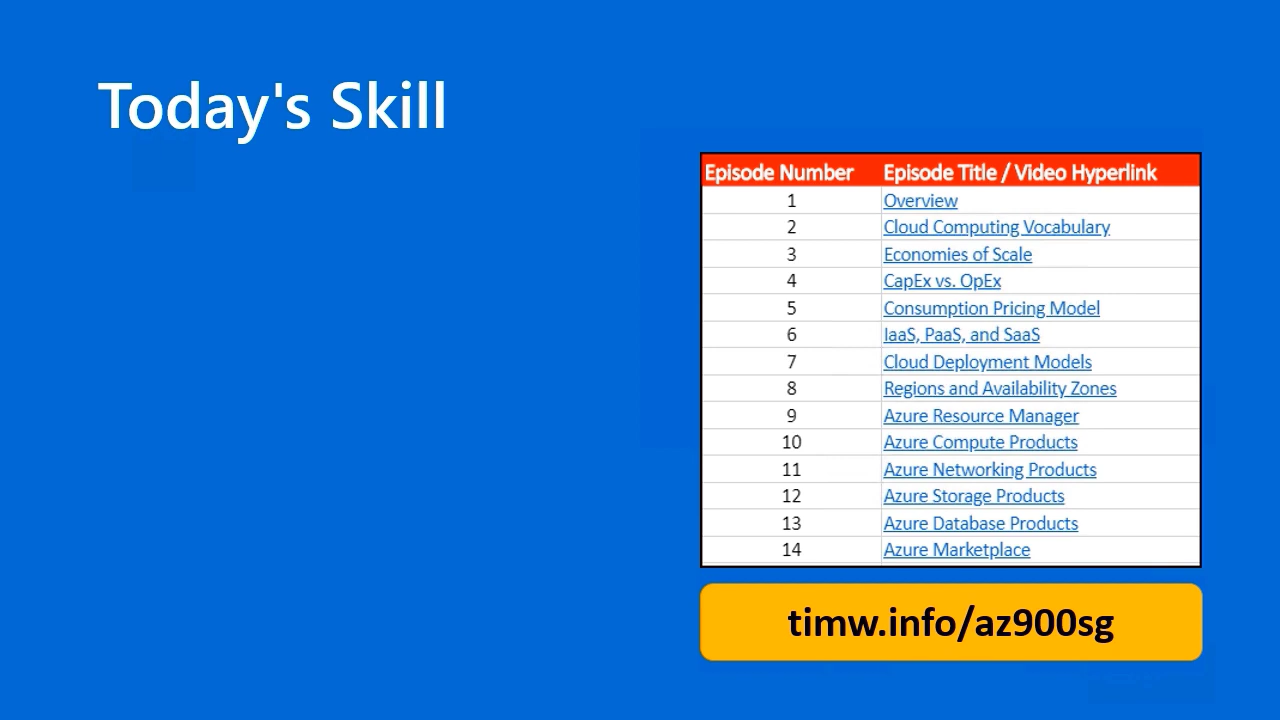 Today's Skill
Episode Number Episode Title / Video Hyperlink
1 Overview
2 Cloud Computing Vocabulary
3 Economies of Scale
4 CapEx vs. OpEx
5 Consumption Pricing Model
6 IaaS, PaaS, and SaaS
7 Cloud Deployment Models
8 Regions and Availability Zones
9 Azure Resource Manager
10 Azure Compute Products
11 Azure Networking Products
12 Azure Storage Products
13 Azure Database Products
14 Azure Marketplace
timw.info/az900sg